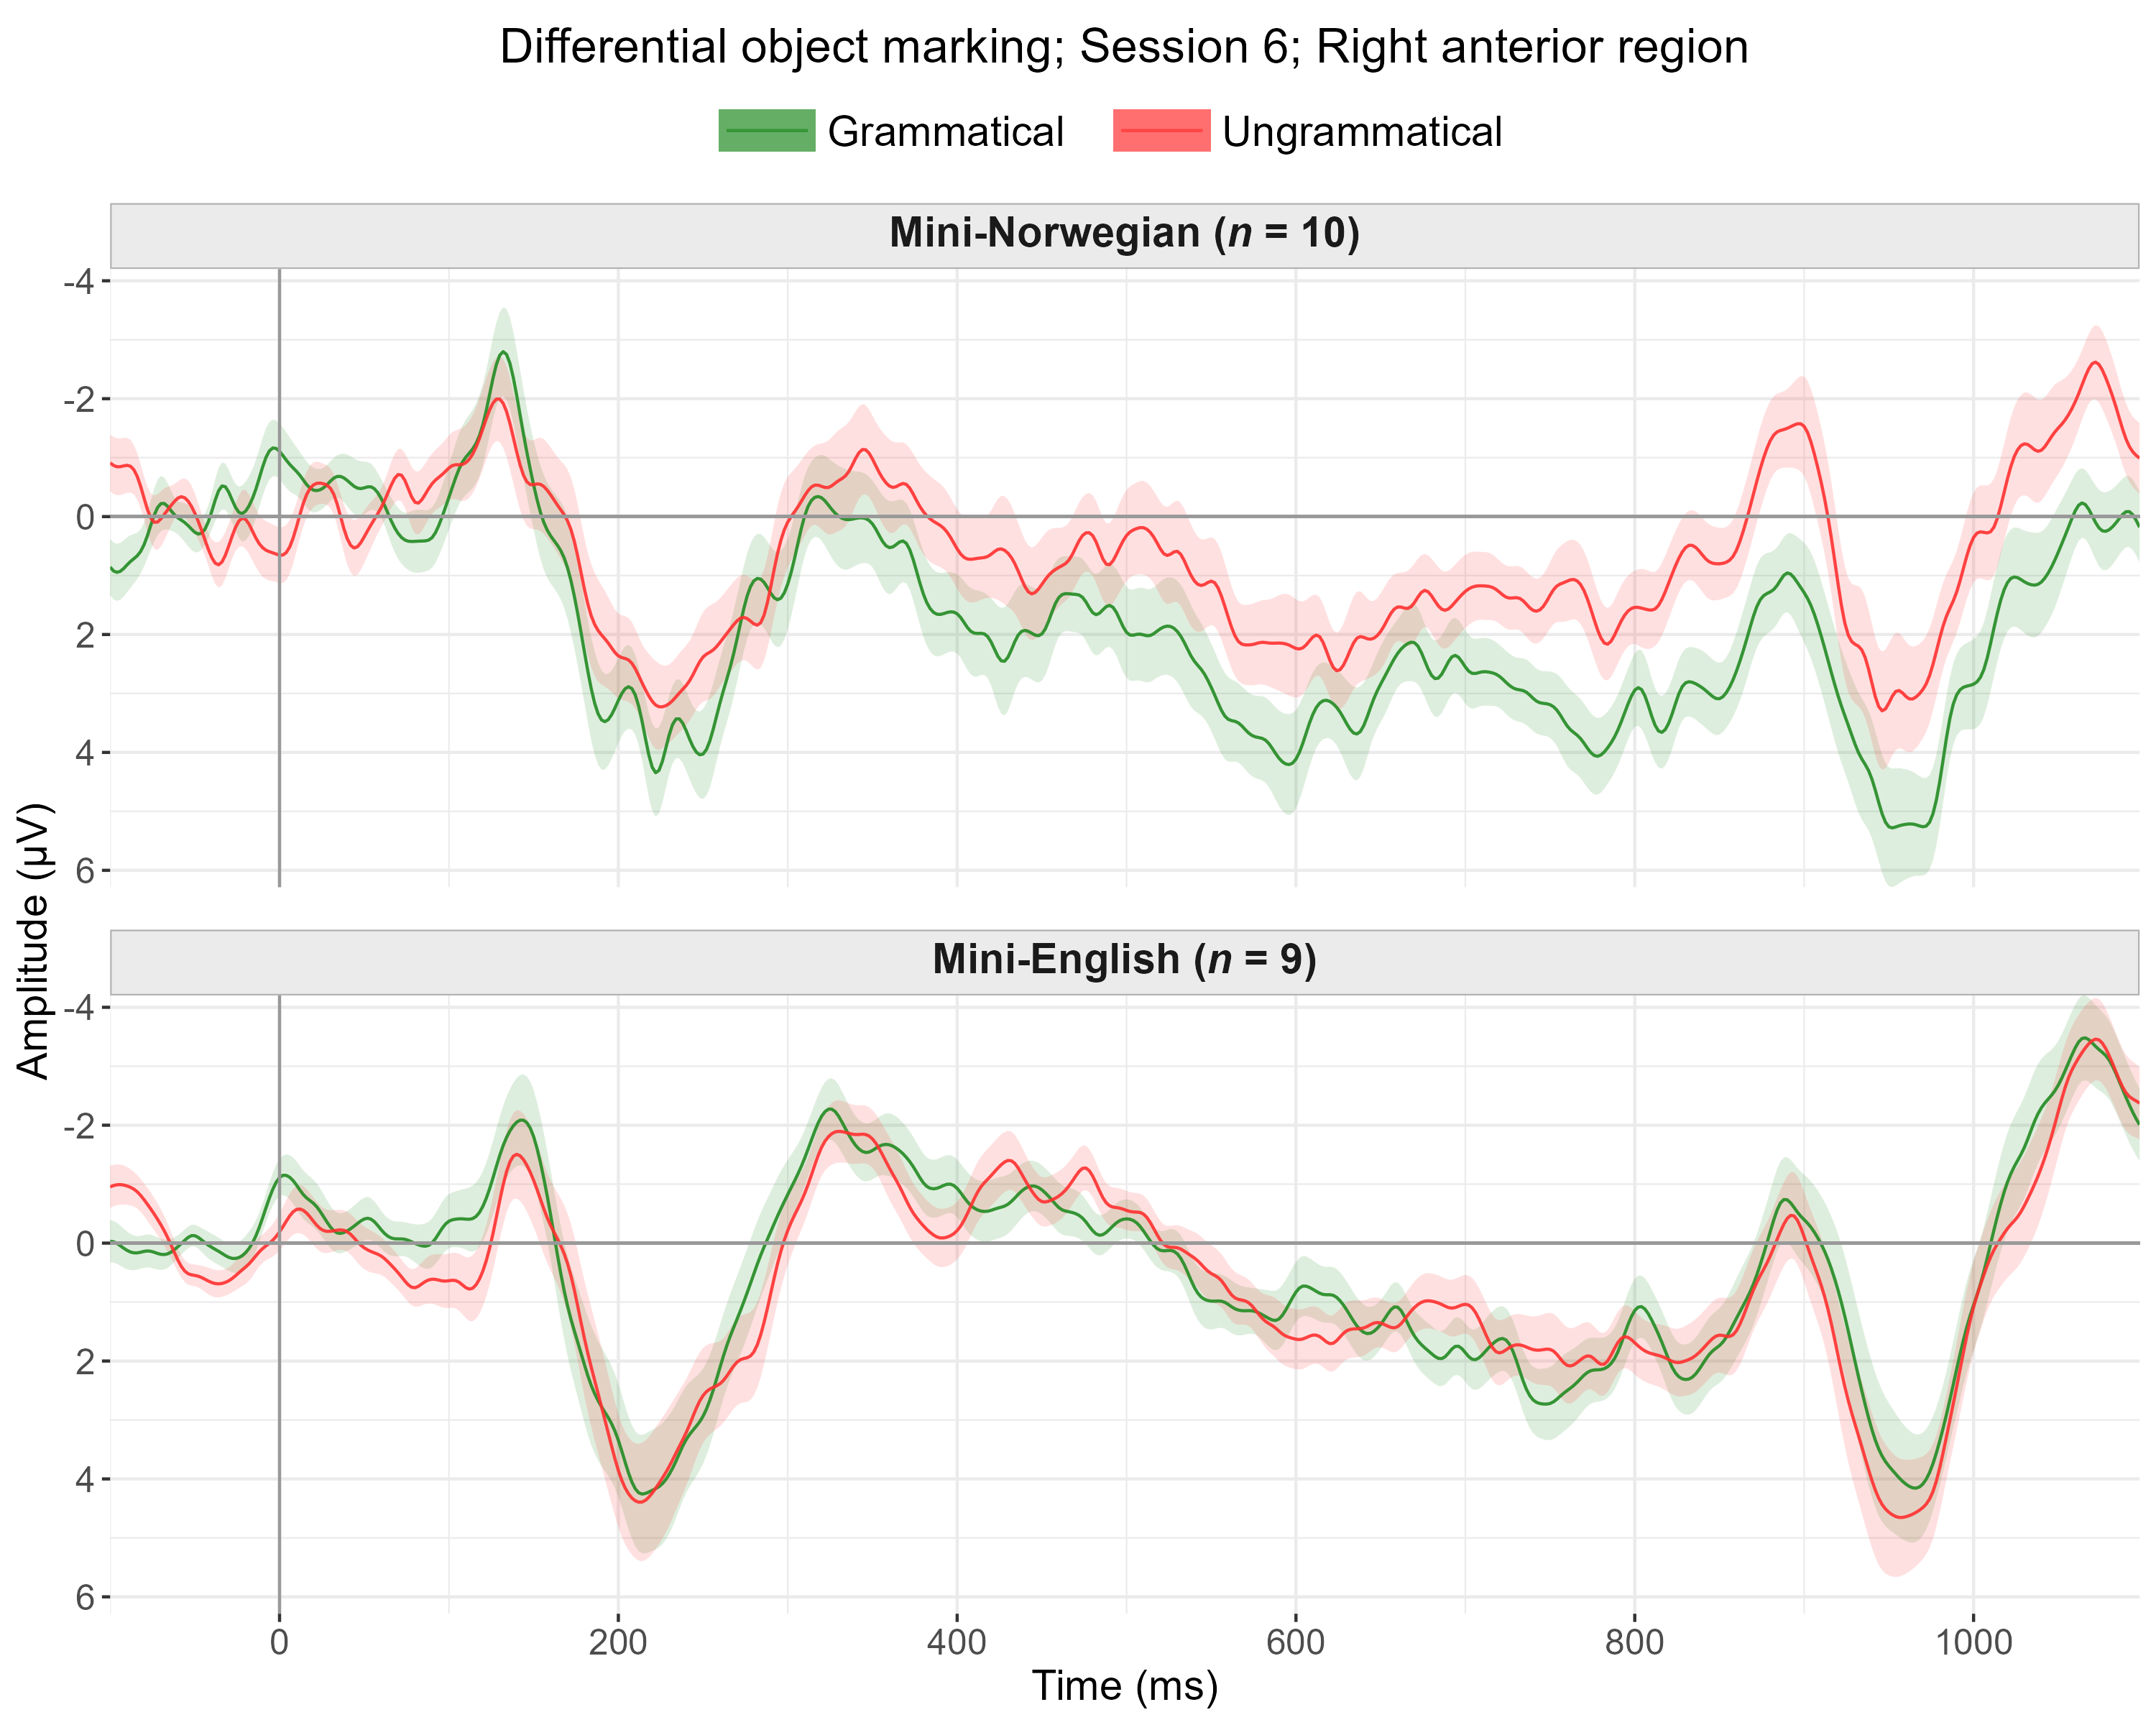 Differential object marking; Session 6; Right anterior region
Grammatical
Ungrammatical
Mini-Norwegian (n = 10)
-4
-2
0
2
4
6
Mini-English (n = 9)
-4
-2
0
2
4
6
Amplitude (µV)
0
200
400
600
800
1000
Time (ms)